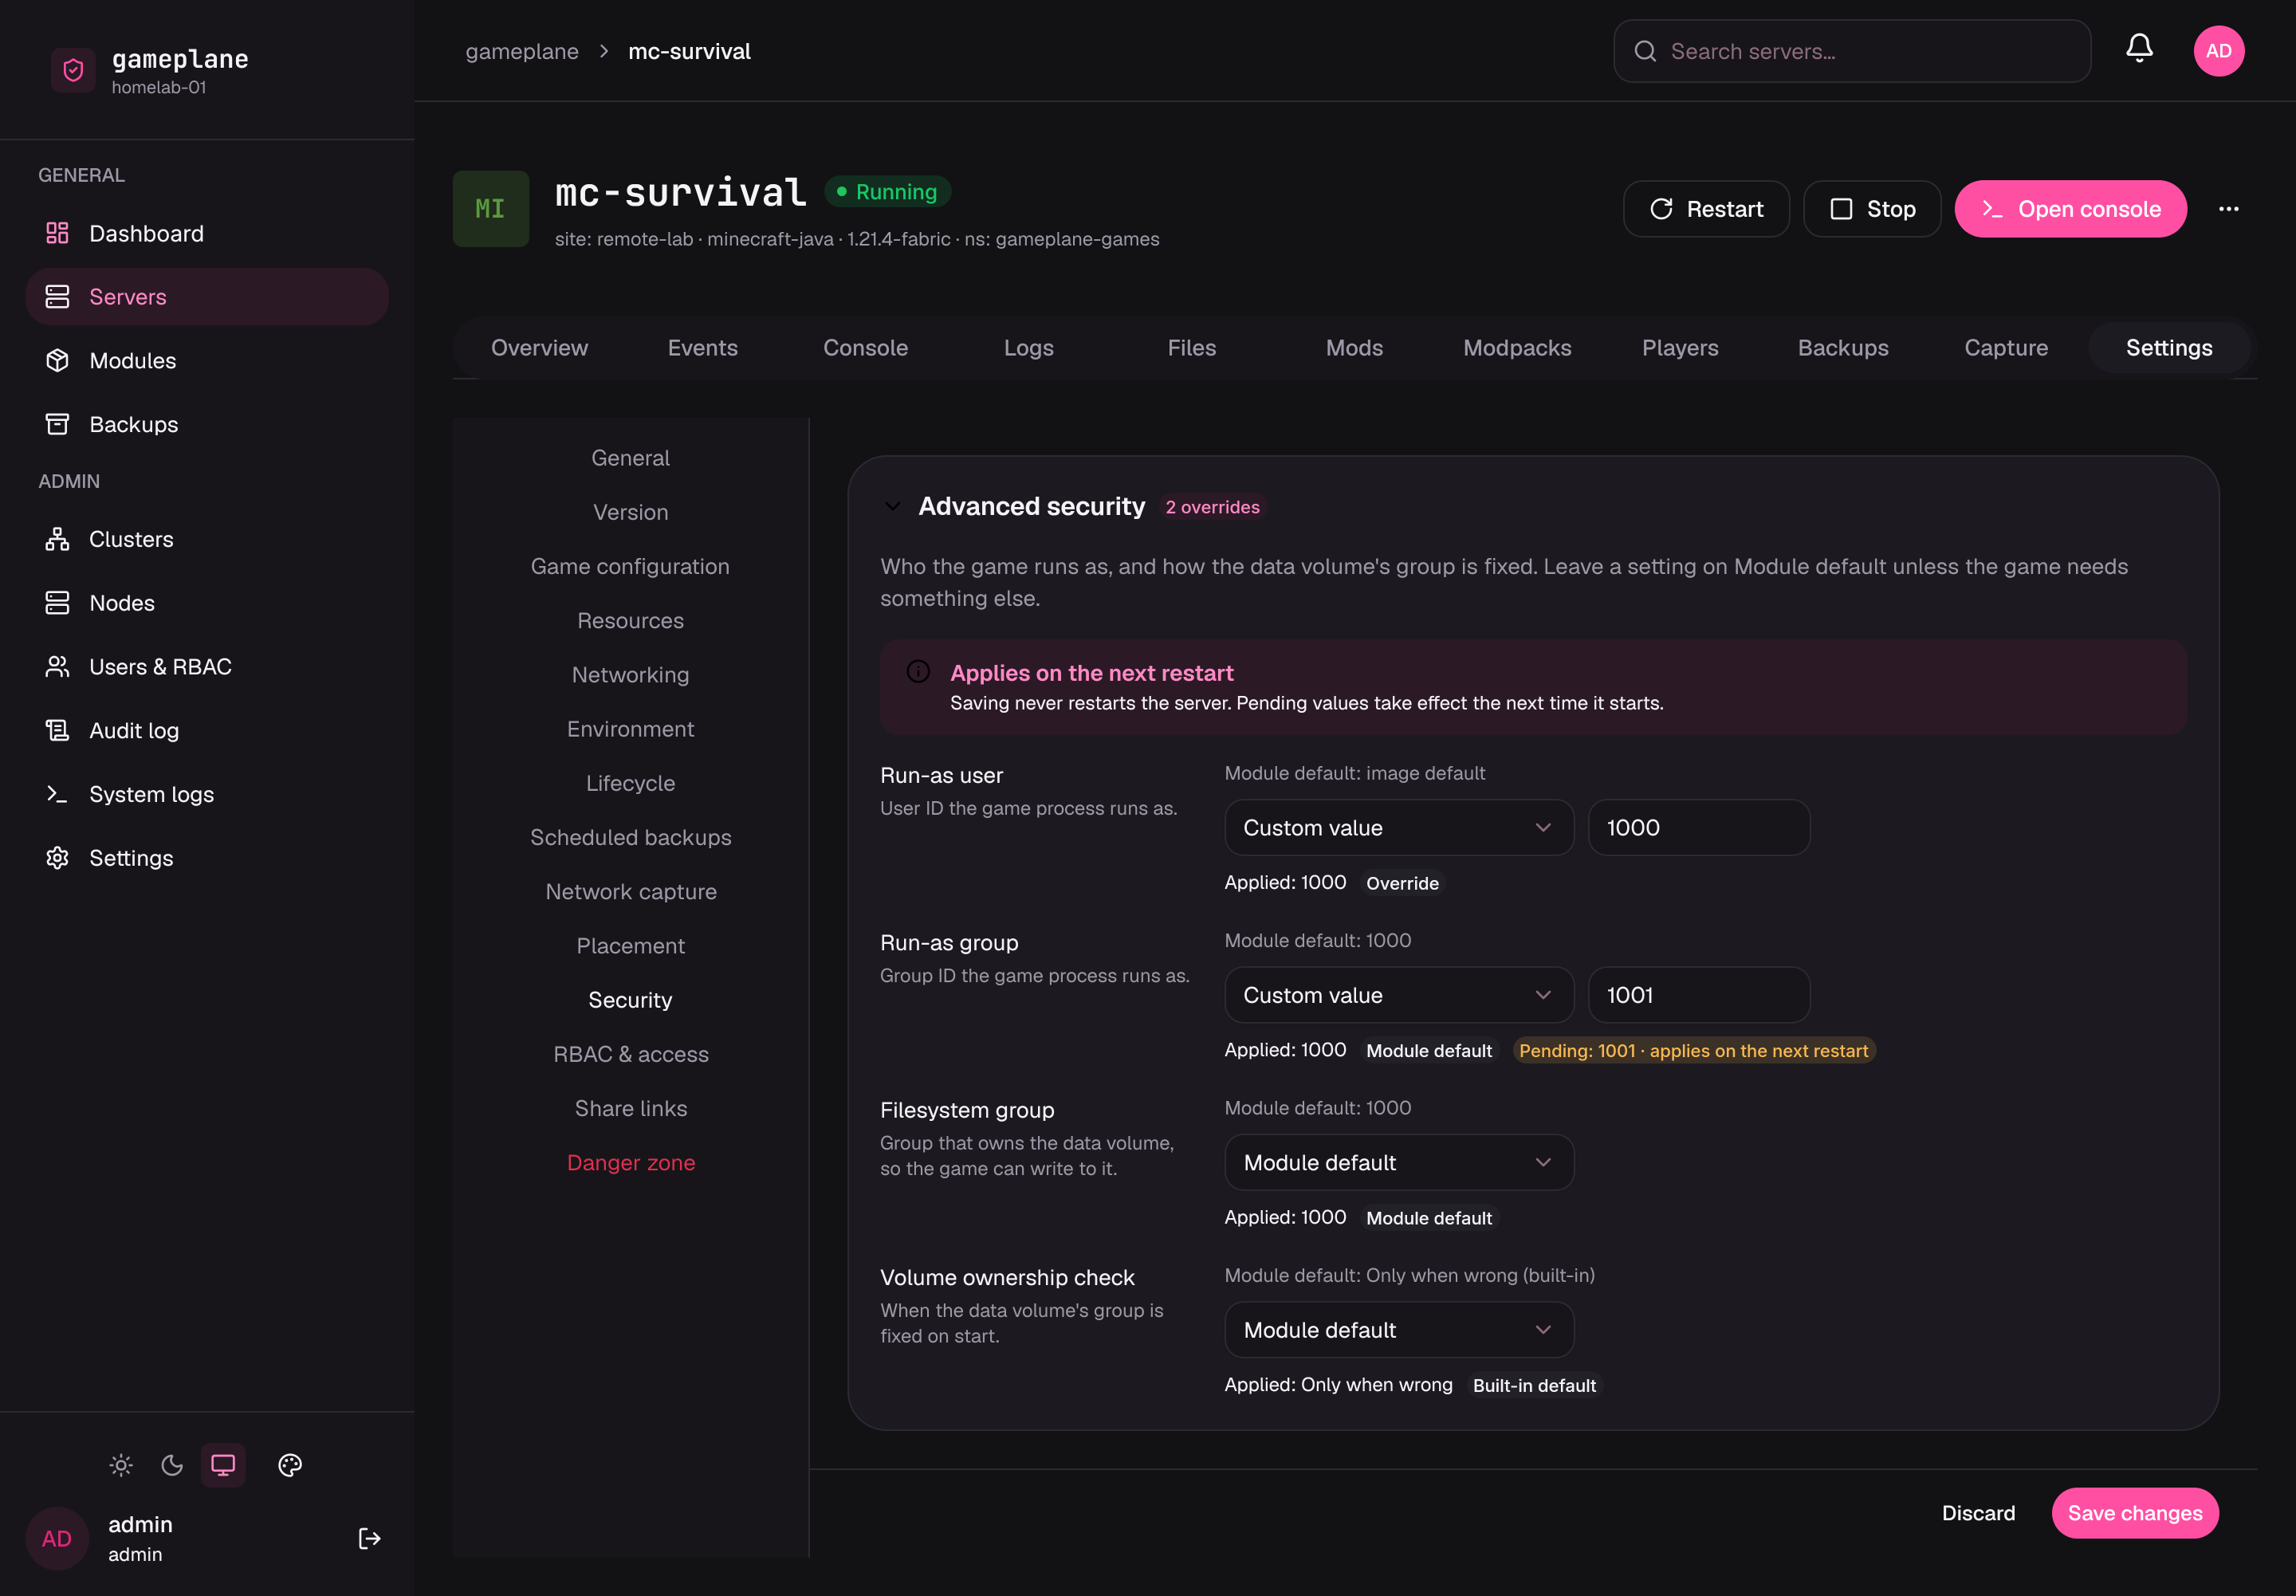 gameplane
homelab-01
GENERAL
Dashboard
Servers
Modules
Backups
ADMIN
Clusters
Nodes
Users & RBAC
Audit log
System logs
Settings
AD
admin
admin
gameplane > mc-survival
Search servers...
AD
MI
mc-survival
Running
site: remote-lab · minecraft-java · 1.21.4-fabric · ns: gameplane-games
Restart
Stop
Open console
Overview
Events
Console
Logs
Files
Mods
Modpacks
Players
Backups
Capture
Settings
General
Version
Game configuration
Resources
Networking
Environment
Lifecycle
Scheduled backups
Network capture
Placement
Security
RBAC & access
Share links
Danger zone
Advanced security 2 overrides
Who the game runs as, and how the data volume's group is fixed. Leave a setting on Module default unless the game needs
something else.
Applies on the next restart
Saving never restarts the server. Pending values take effect the next time it starts.
Run-as user
User ID the game process runs as.
Module default: image default
Custom value
1000
Applied: 1000 Override
Run-as group
Group ID the game process runs as.
Module default: 1000
Custom value
1001
Applied: 1000 Module default Pending: 1001 · applies on the next restart
Filesystem group
Group that owns the data volume,
so the game can write to it.
Module default: 1000
Module default
Applied: 1000 Module default
Volume ownership check
When the data volume's group is
fixed on start.
Module default: Only when wrong (built-in)
Module default
Applied: Only when wrong Built-in default
Discard
Save changes